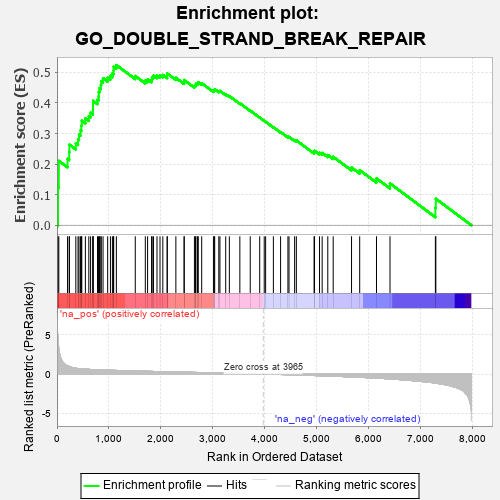 Enrichment plot:
GO_DOUBLE_STRAND_BREAK_REPAIR
Enrichment score (ES)
0.5
0.4
0.3
0.2
0.1
0.0
'na_pos' (positively correlated)
Ranked list metric (PreRanked)
5
0
-5
Zero cross at 3965
'na_neg' (negatively correlated)
0
1,000
2,000
3,000
4,000
5,000
6,000
7,000
8,000
Rank in Ordered Dataset
Enrichment profile
Hits
Ranking metric scores